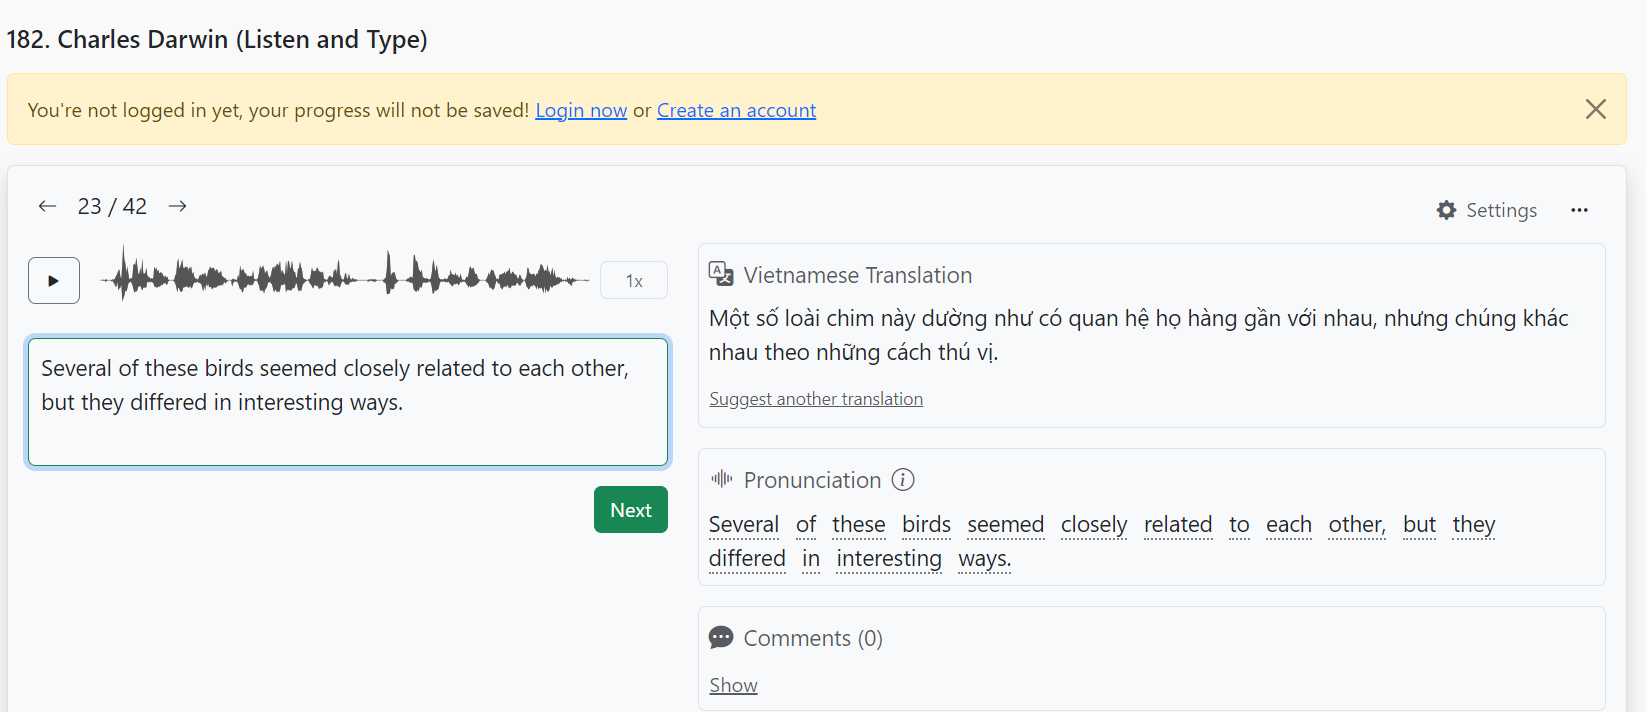 182. Charles Darwin (Listen and Type)
You're not logged in yet, your progress will not be saved! Login now or Create an account
23 / 42
Settings
1x
Several of these birds seemed closely related to each other,
but they differed in interesting ways.
Next
Vietnamese Translation
Một số loài chim này dường như có quan hệ họ hàng gần với nhau, nhưng chúng khác
nhau theo những cách thú vị.
Suggest another translation
Pronunciation
Several of these birds seemed closely related to each other, but they
differed in interesting ways.
Comments (0)
Show